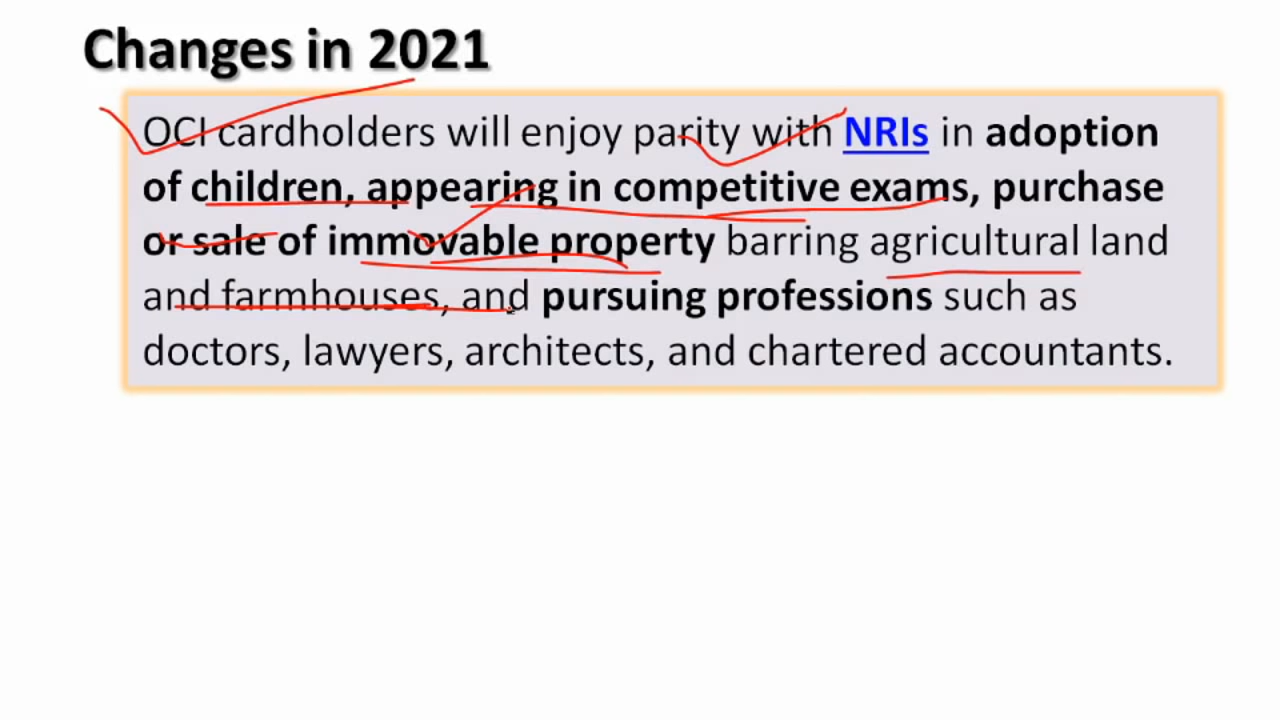 Changes in 2021
OCI cardholders will enjoy parity with NRIs in adoption
of children, appearing in competitive exams, purchase
or sale of immovable property barring agricultural land
and farmhouses, and pursuing professions such as
doctors, lawyers, architects, and chartered accountants.